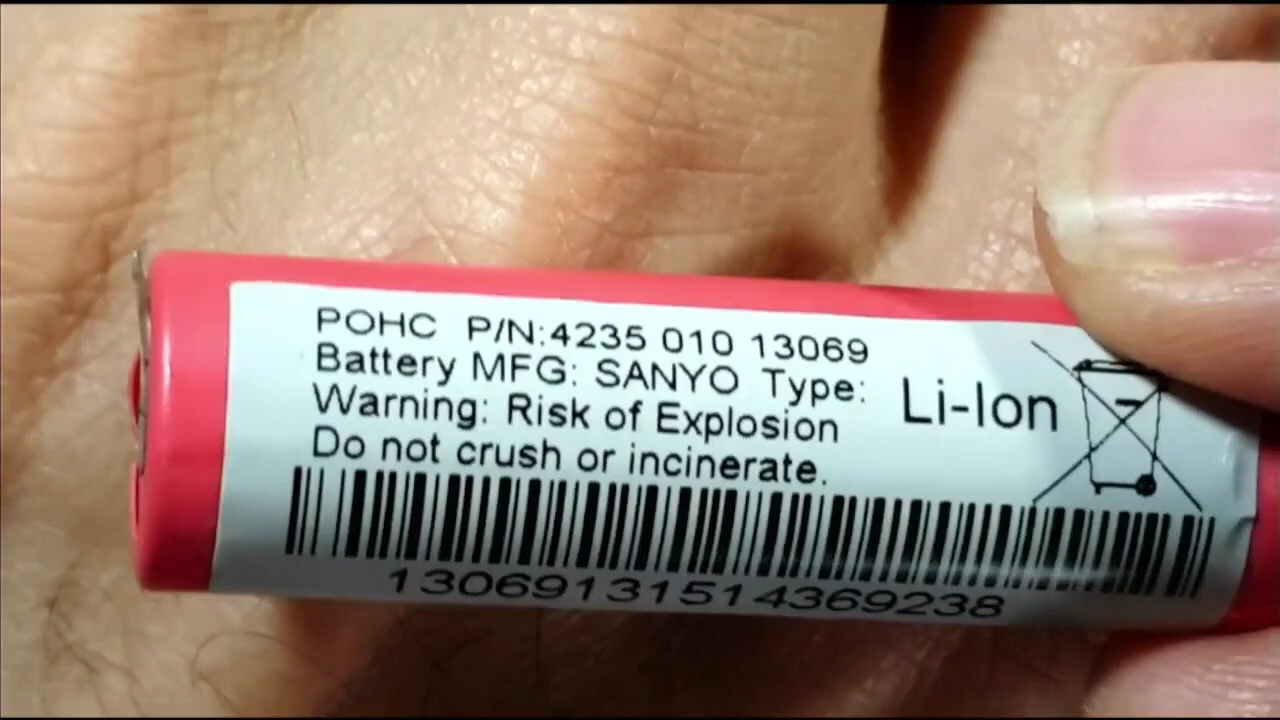 POHC P/N:4235 010 13069
Battery MFG: SANYO Type: Li-Ion
Warning: Risk of Explosion
Do not crush or incinerate.
13069131514369238